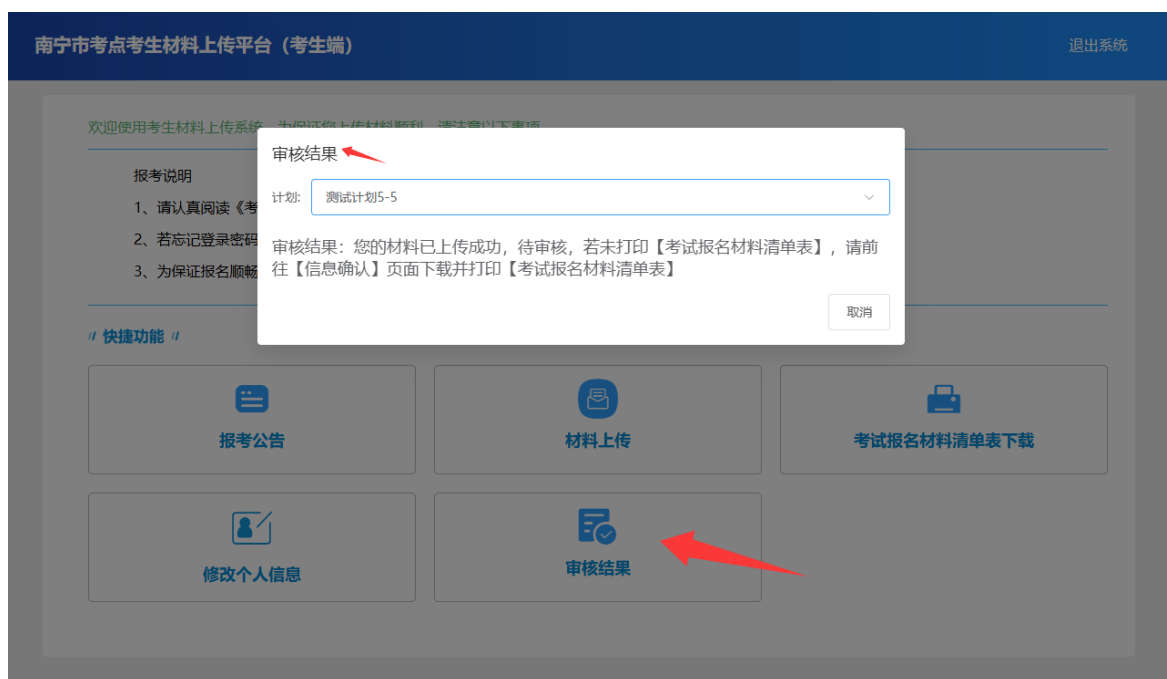 南宁市考点考生材料上传平台（考生端）
退出系统
欢迎使用考生材料上传系统，为保证您上传材料顺利，请注意以下事项
审核结果
报考说明
计划:
测试计划5-5
1、请认真阅读《考
2、若忘记登录密码
审核结果：您的材料已上传成功，待审核，若未打印【考试报名材料清单表】，请前
往【信息确认】页面下载并打印【考试报名材料清单表】
3、为保证报名顺畅
取消
快捷功能
报考公告
材料上传
考试报名材料清单表下载
修改个人信息
审核结果